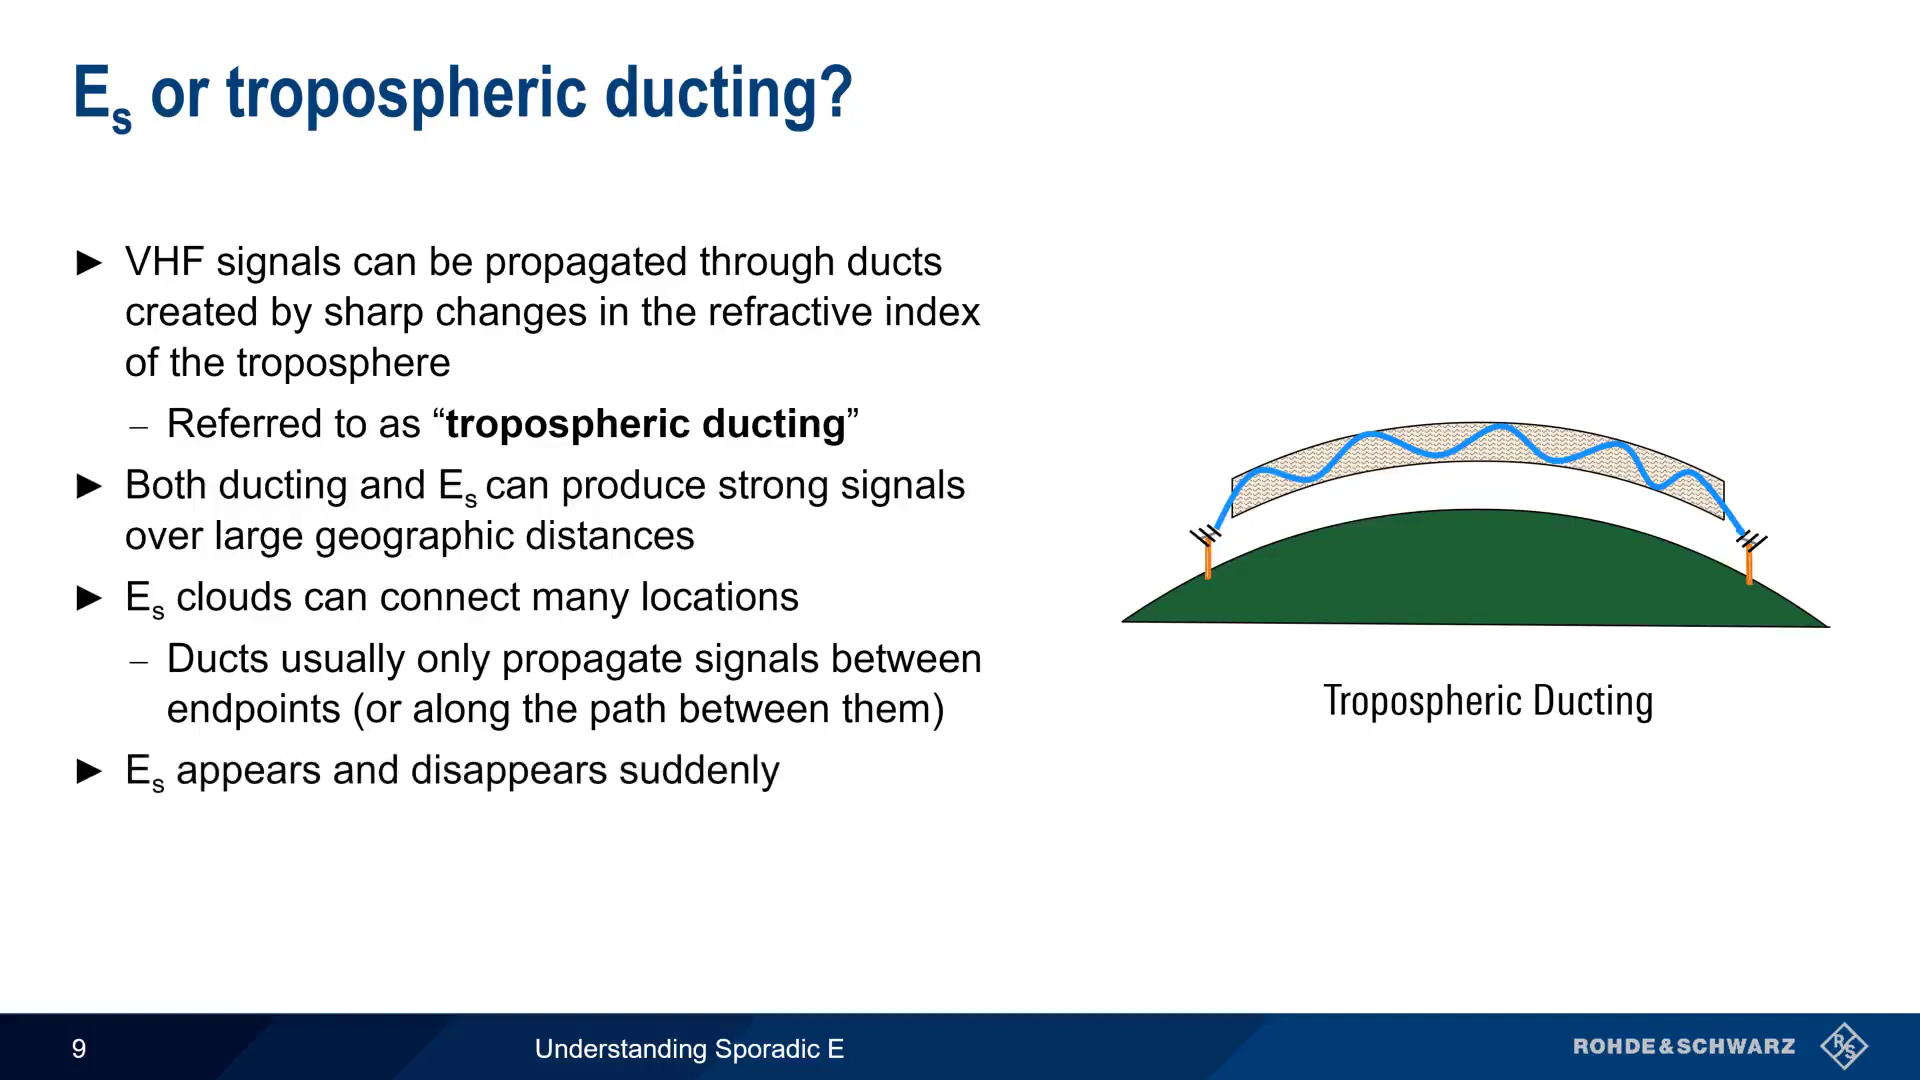 Es or tropospheric ducting?
► VHF signals can be propagated through ducts
created by sharp changes in the refractive index
of the troposphere
– Referred to as “tropospheric ducting”
► Both ducting and Es can produce strong signals
over large geographic distances
► Es clouds can connect many locations
– Ducts usually only propagate signals between
endpoints (or along the path between them)
► Es appears and disappears suddenly
Tropospheric Ducting
9
Understanding Sporadic E
ROHDE&SCHWARZ
R
S